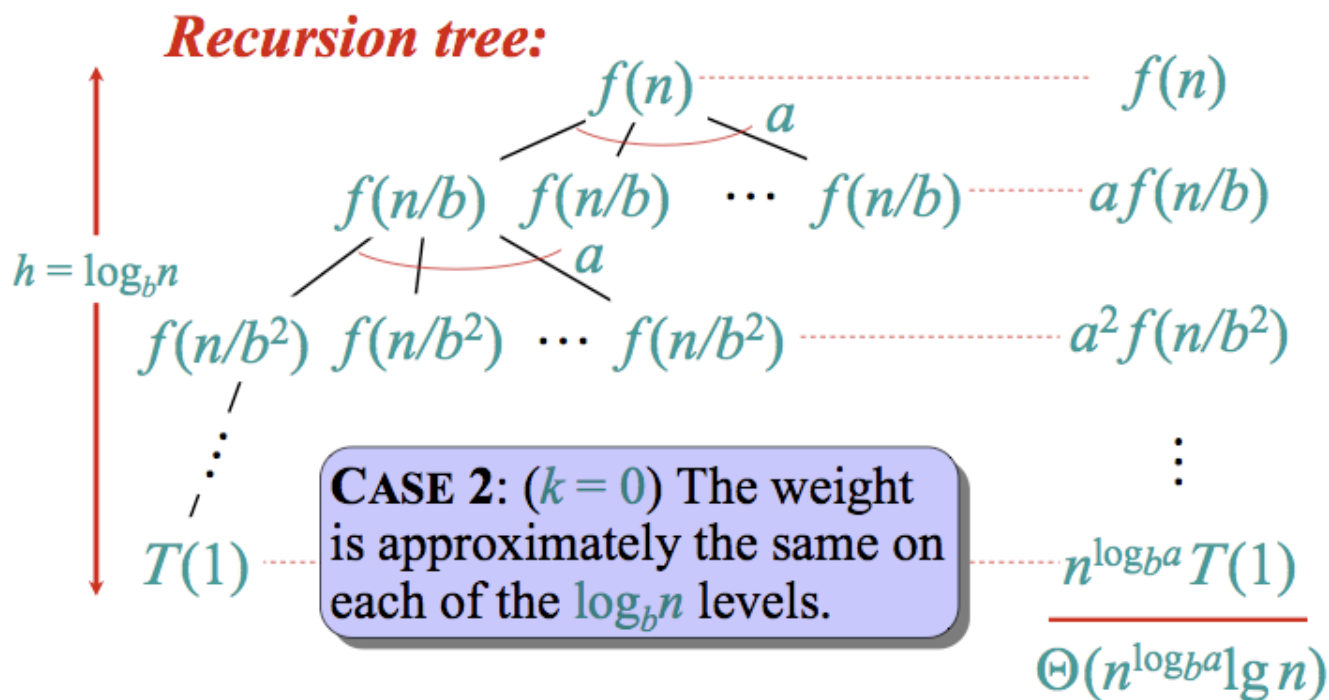 Recursion tree:
f(n) f(n)
a
f(n/b) f(n/b) ··· f(n/b) a f(n/b)
a
h = log_b n
f(n/b²) f(n/b²) ··· f(n/b²) a² f(n/b²)
⋮ ⋮
CASE 2: (k = 0) The weight
is approximately the same on
each of the log_b n levels.
T(1) n^{log_b a} T(1)
Θ(n^{log_b a} lg n)